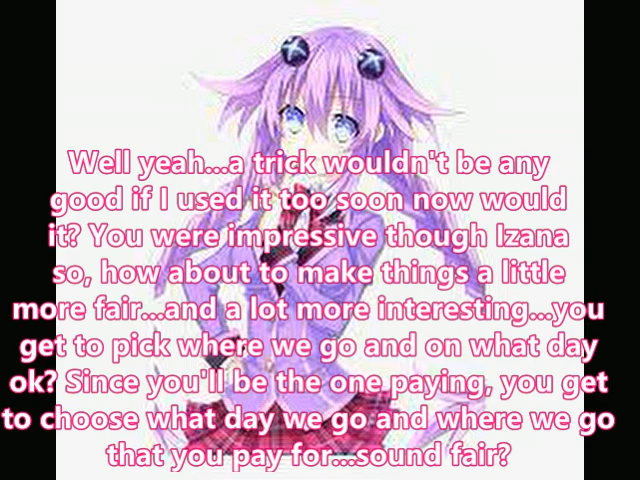 Well yeah...a trick wouldn't be any
good if I used it too soon now would
it? You were impressive though Izana
so, how about to make things a little
more fair...and a lot more interesting...you
get to pick where we go and on what day
ok? Since you'll be the one paying, you get
to choose what day we go and where we go
that you pay for...sound fair?